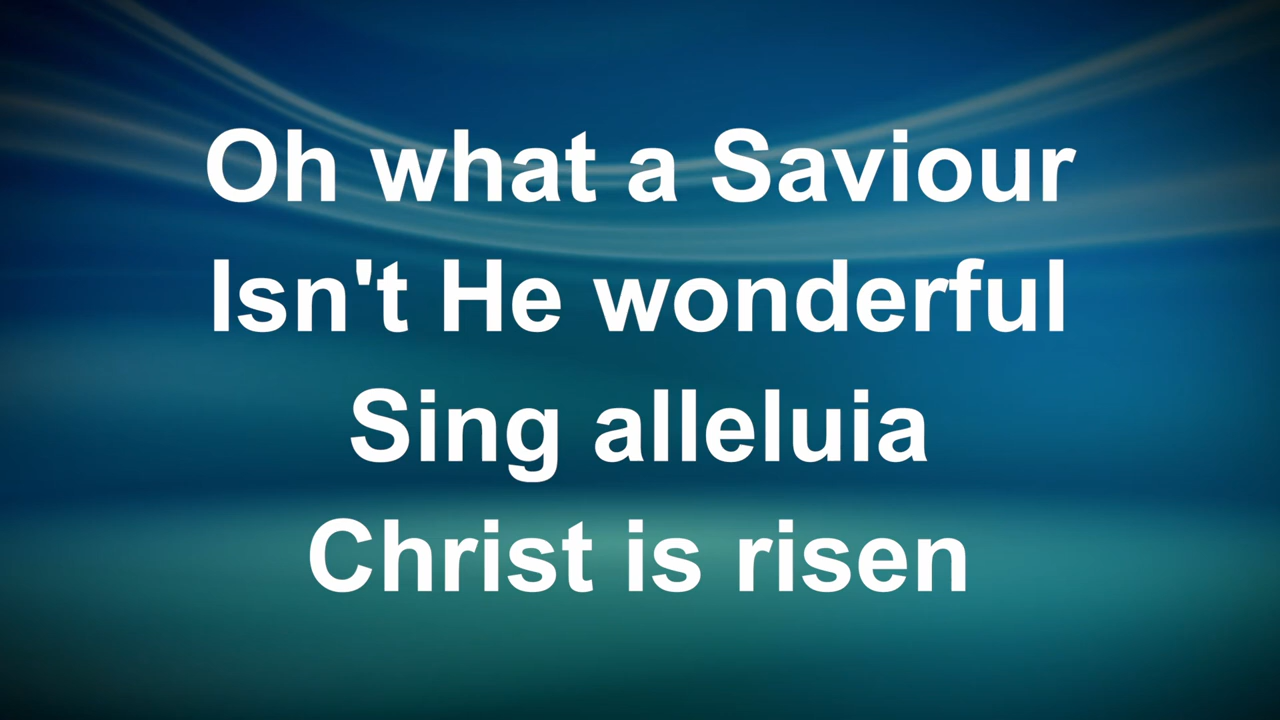 Oh what a Saviour
Isn't He wonderful
Sing alleluia
Christ is risen